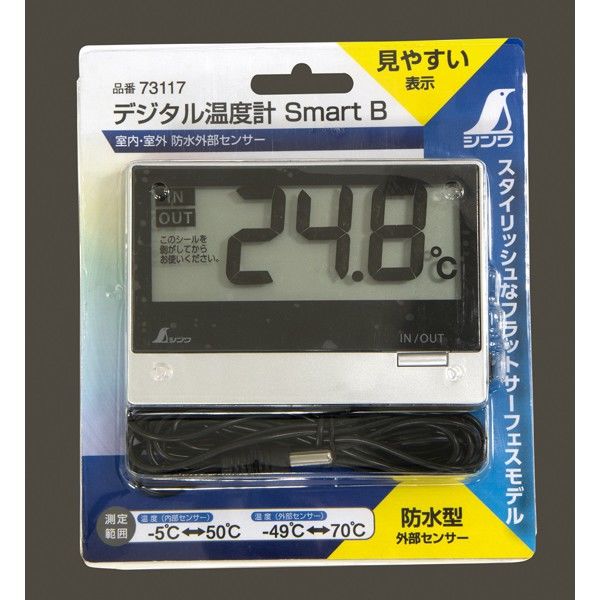 見やすい
表示
品番 73117
デジタル温度計 Smart B
室内・室外 防水外部センサー
シンワ
スタイリッシュなフラットサーフェスモデル
IN
OUT
このシールを
剥がしてから
お使いください。
24.8℃
シンワ
IN/OUT
測定
範囲
温度(内部センサー)
-5℃⟷50℃
温度(外部センサー)
-49℃⟷70℃
防水型
外部センサー